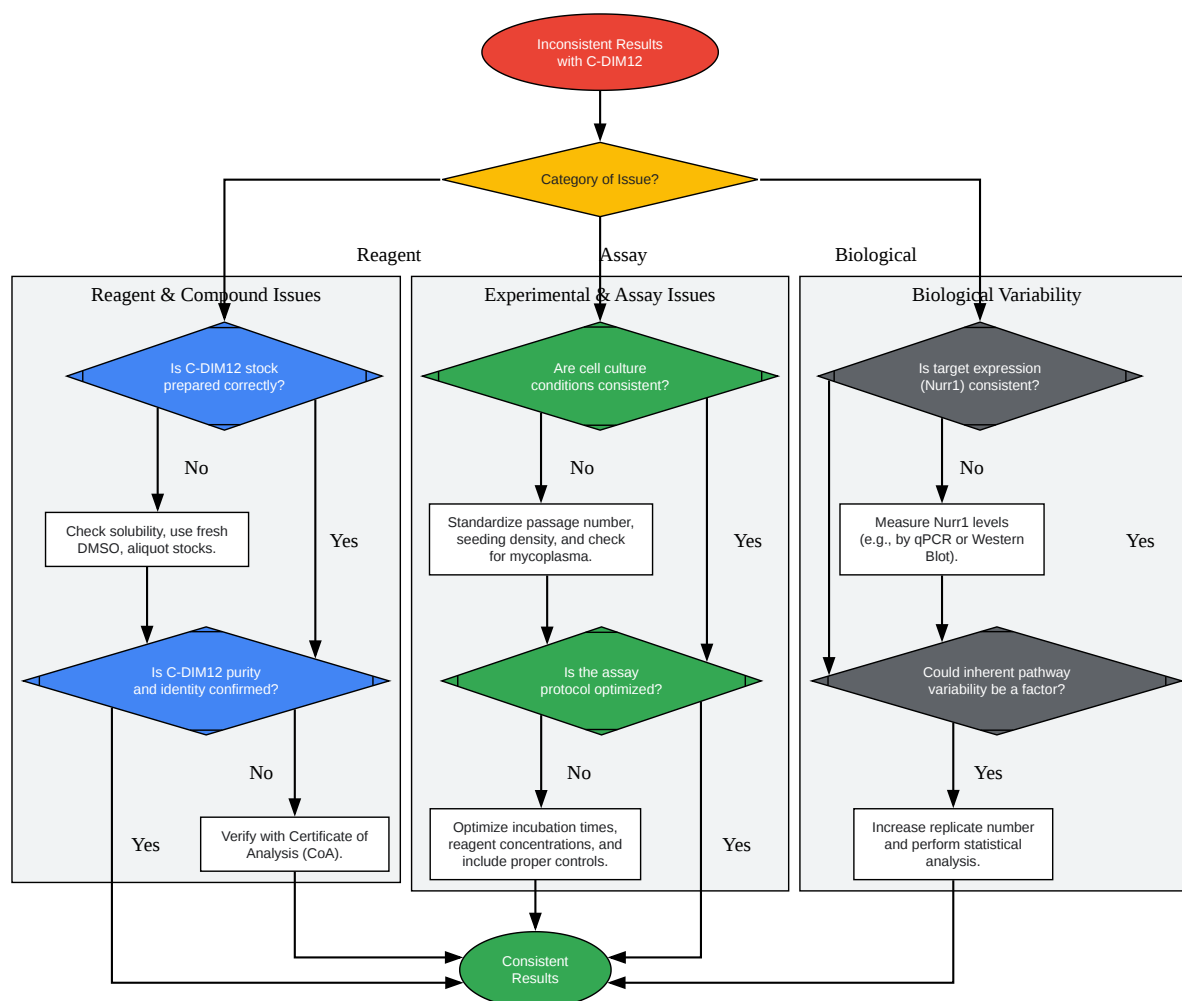 Inconsistent Results
with C-DIM12
Category of Issue?
Reagent
Assay
Biological
Reagent & Compound Issues
Experimental & Assay Issues
Biological Variability
Is C-DIM12 stock
prepared correctly?
Are cell culture
conditions consistent?
Is target expression
(Nurr1) consistent?
No
No
No
Check solubility, use fresh
DMSO, aliquot stocks.
Yes
Standardize passage number,
seeding density, and check
for mycoplasma.
Yes
Measure Nurr1 levels
(e.g., by qPCR or Western
Blot).
Yes
Is C-DIM12 purity
and identity confirmed?
Is the assay
protocol optimized?
Could inherent pathway
variability be a factor?
No
No
Yes
Yes
Verify with Certificate of
Analysis (CoA).
Optimize incubation times,
reagent concentrations, and
include proper controls.
Yes
Increase replicate number
and perform statistical
analysis.
Consistent
Results